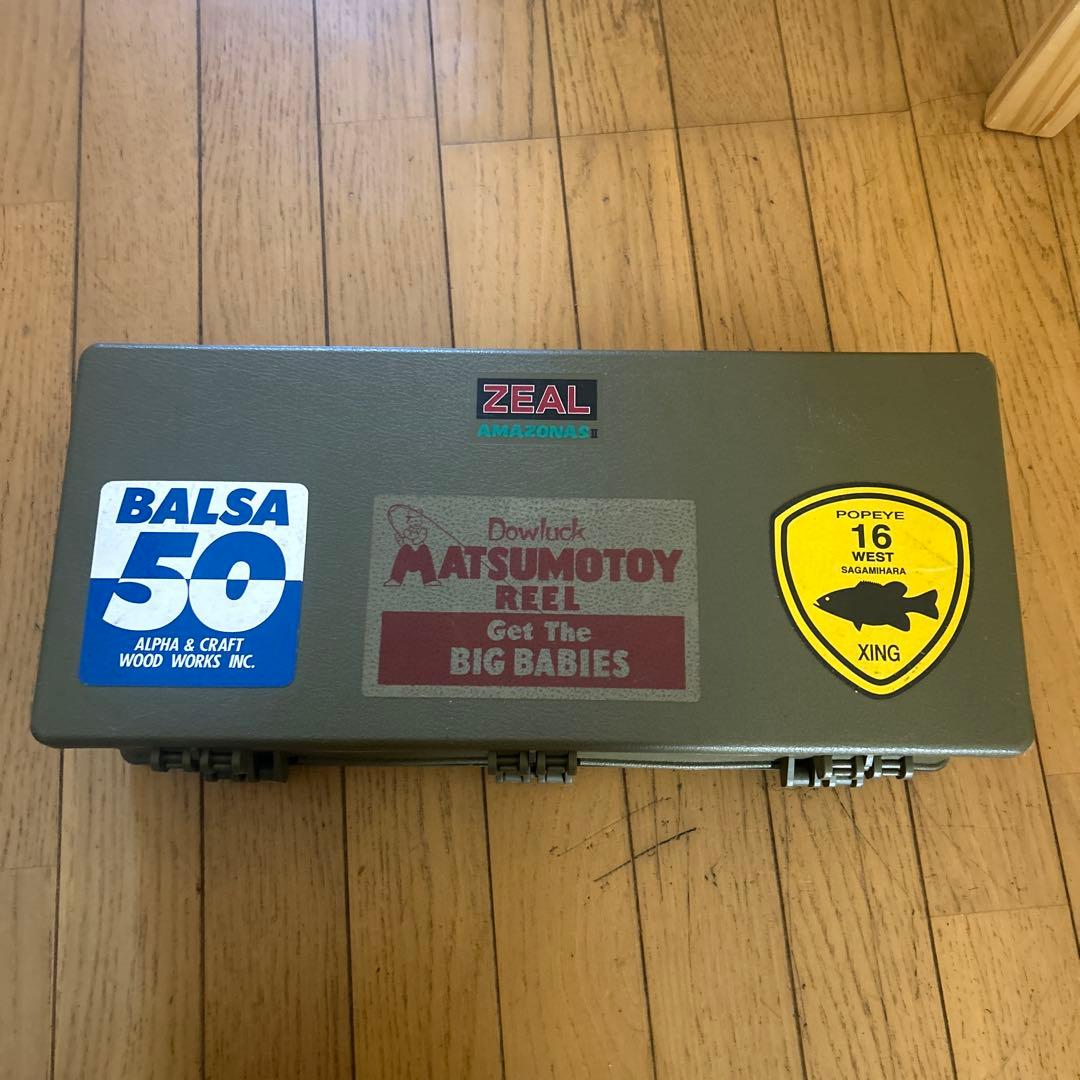 ZEAL
AMAZONAS II
BALSA
50
ALPHA & CRAFT
WOOD WORKS INC.
Dowluck
MATSUMOTOY
REEL
Get The
BIG BABIES
POPEYE
16
WEST
SAGAMIHARA
XING